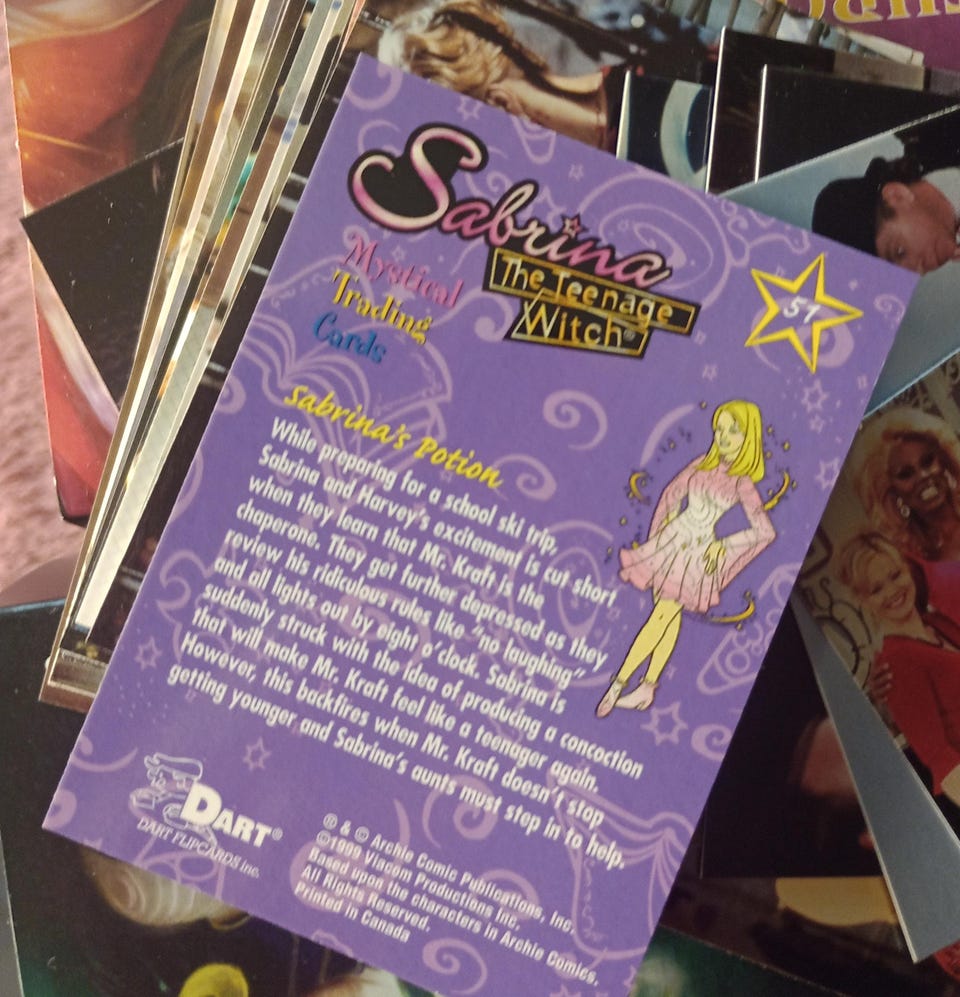 Sabrina
The Teenage
Witch®
Mystical
Trading
Cards
51
Sabrina's Potion
While preparing for a school ski trip,
Sabrina and Harvey's excitement is cut short
when they learn that Mr. Kraft is the
chaperone. They get further depressed as they
review his ridiculous rules like "no laughing"
and all lights out by eight o'clock. Sabrina is
suddenly struck with the idea of producing a concoction
that will make Mr. Kraft feel like a teenager again.
However, this backfires when Mr. Kraft doesn't stop
getting younger and Sabrina's aunts must step in to help.
DART®
DART FLIPCARDS, inc.
® & © Archie Comic Publications, Inc.
©1999 Viacom Productions Inc.
Based upon the characters in Archie Comics.
All Rights Reserved.
Printed in Canada